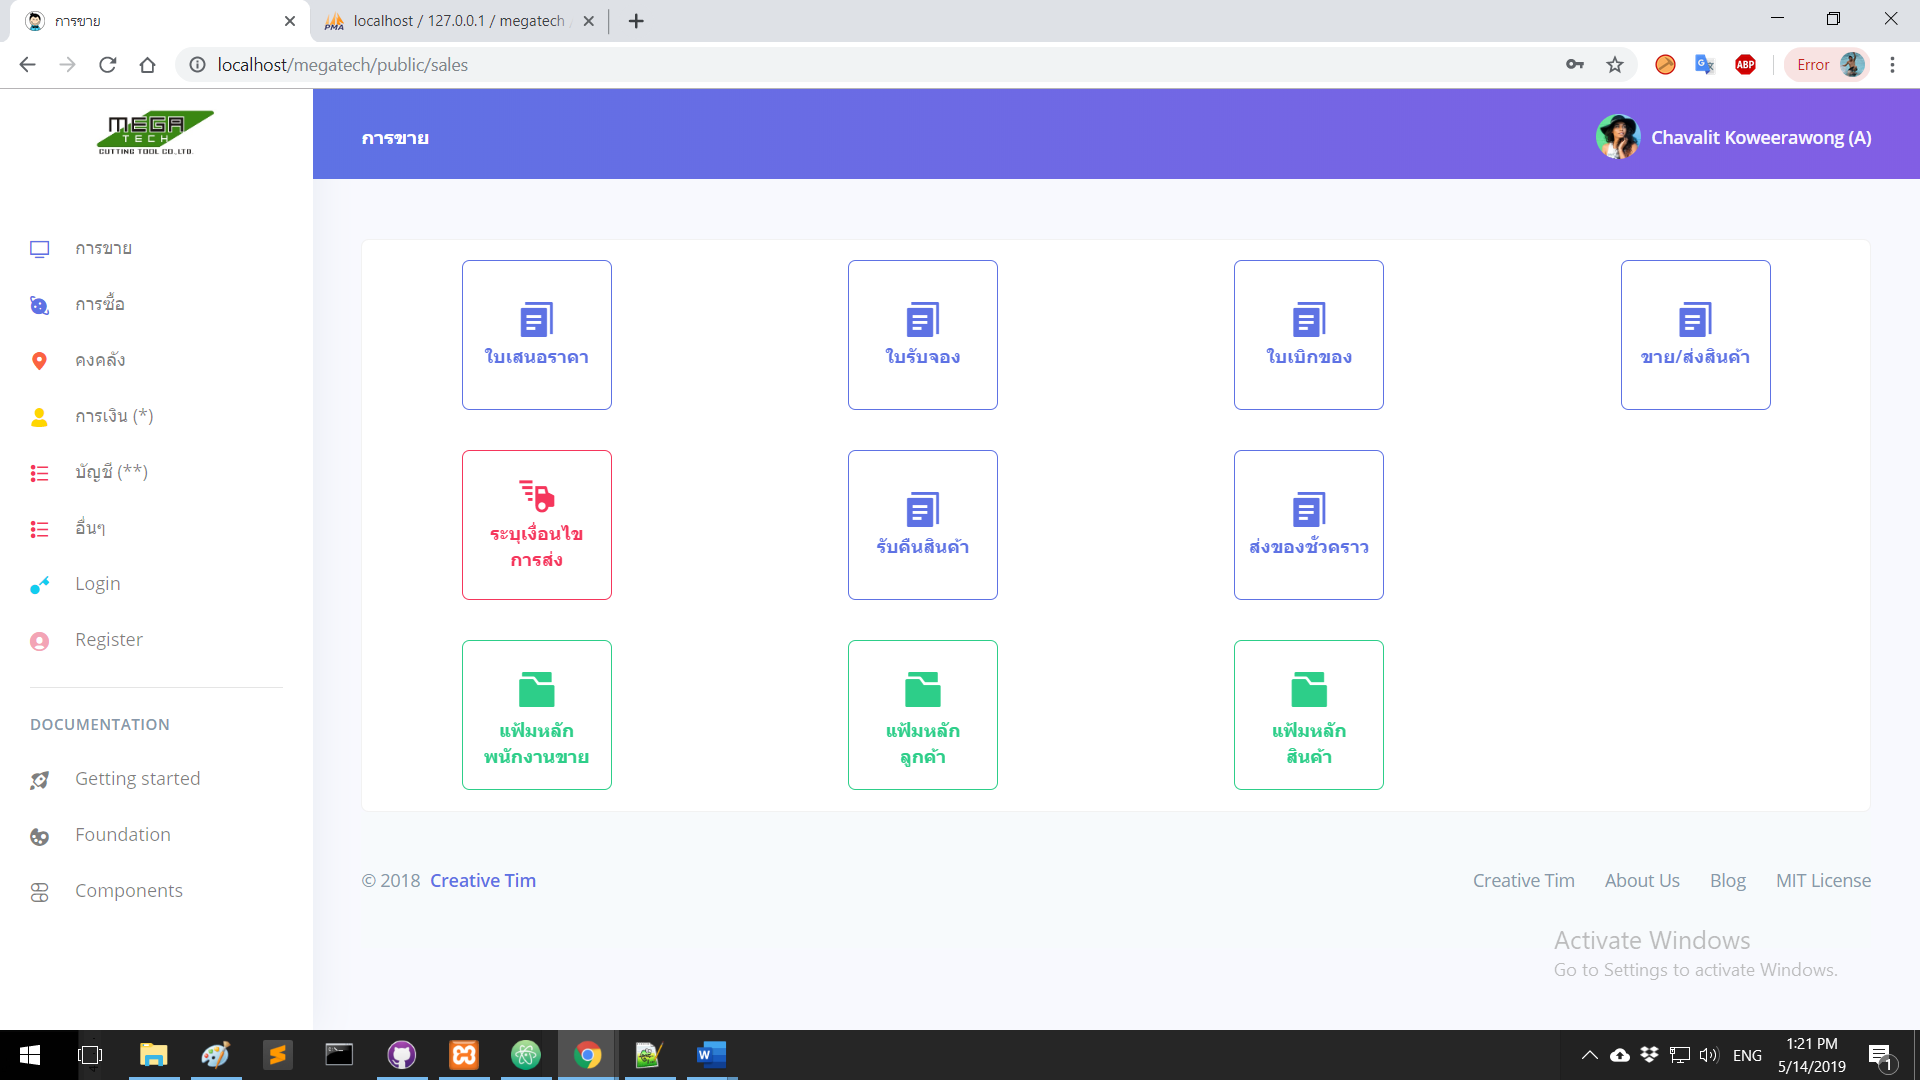 การขาย
localhost / 127.0.0.1 / megatech
localhost/megatech/public/sales
ABP
Error
MEGA
TECH
CUTTING TOOL CO.,LTD.
การขาย
Chavalit Koweerawong (A)
การขาย
การซื้อ
คงคลัง
การเงิน (*)
บัญชี (**)
อื่นๆ
Login
Register
DOCUMENTATION
Getting started
Foundation
Components
ใบเสนอราคา
ใบรับจอง
ใบเบิกของ
ขาย/ส่งสินค้า
ระบุเงื่อนไข
การส่ง
รับคืนสินค้า
ส่งของชั่วคราว
แฟ้มหลัก
พนักงานขาย
แฟ้มหลัก
ลูกค้า
แฟ้มหลัก
สินค้า
© 2018 Creative Tim
Creative Tim
About Us
Blog
MIT License
Activate Windows
Go to Settings to activate Windows.
ENG
1:21 PM
5/14/2019
1